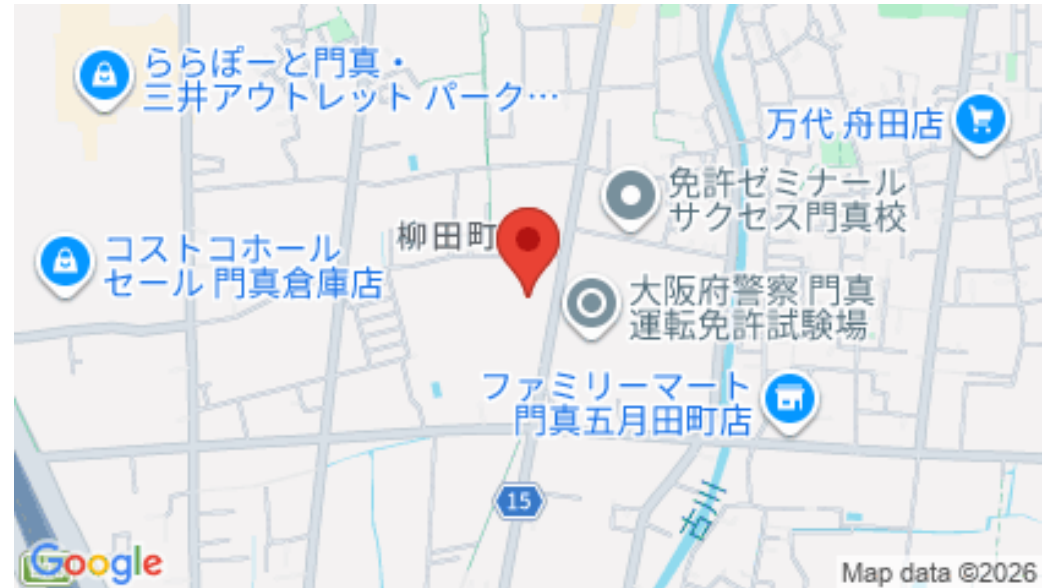 ららぽーと門真・
三井アウトレット パーク…
万代 舟田店
免許ゼミナール
サクセス門真校
柳田町
コストコホール
セール 門真倉庫店
大阪府警察 門真
運転免許試験場
ファミリーマート
門真五月田町店
15
古川
Google
Map data ©2026